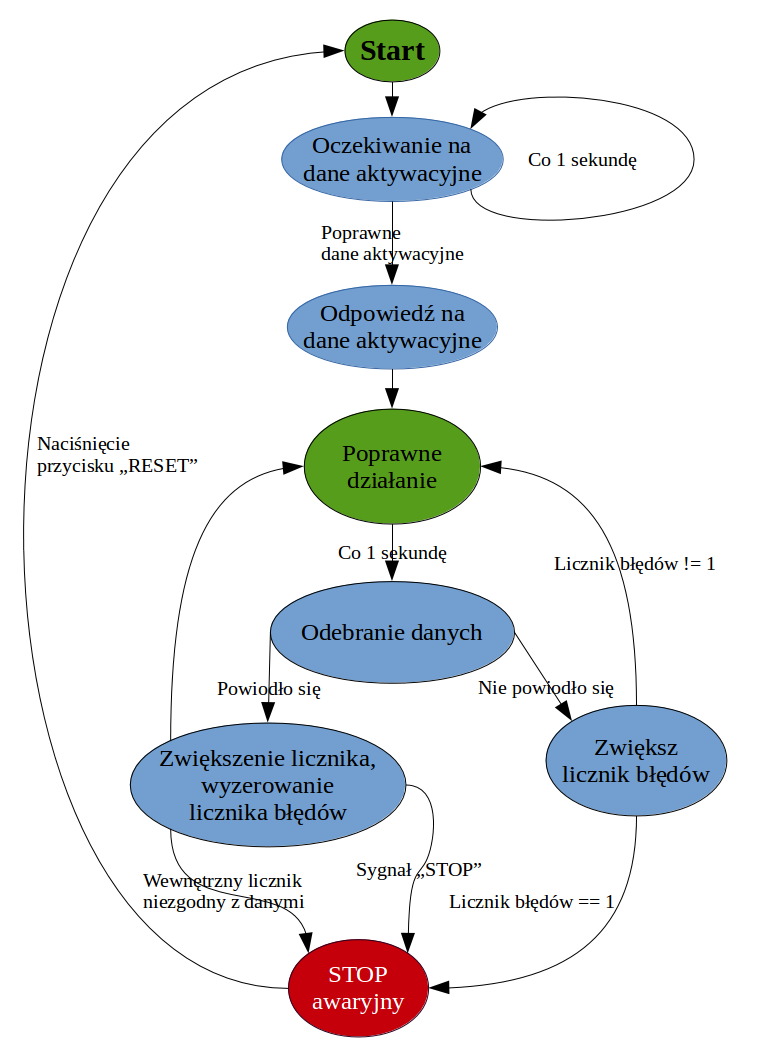 Start
Oczekiwanie na
dane aktywacyjne
Co 1 sekundę
Poprawne
dane aktywacyjne
Odpowiedź na
dane aktywacyjne
Naciśnięcie
przycisku „RESET”
Poprawne
działanie
Co 1 sekundę
Licznik błędów != 1
Odebranie danych
Powiodło się
Nie powiodło się
Zwiększenie licznika,
wyzerowanie
licznika błędów
Zwiększ
licznik błędów
Wewnętrzny licznik
niezgodny z danymi
Sygnał „STOP”
Licznik błędów == 1
STOP
awaryjny